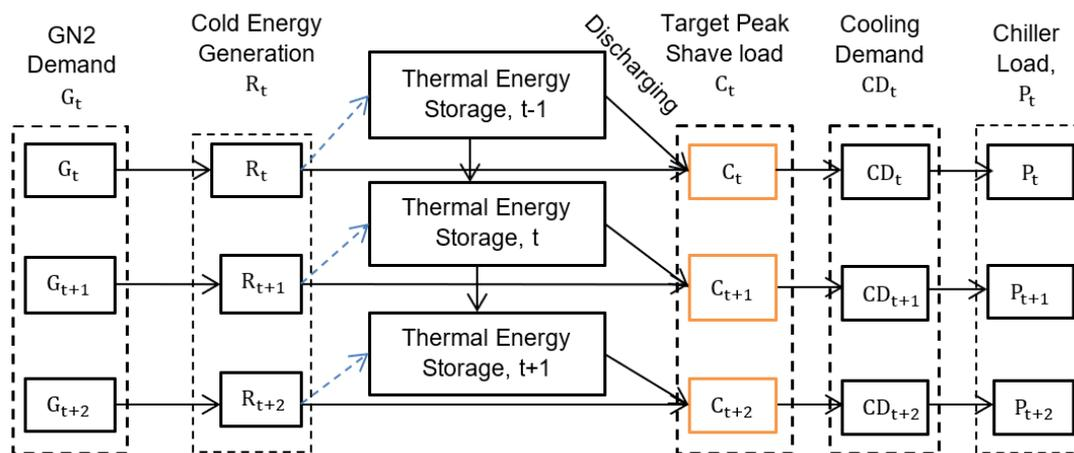 GN2
Demand
Gₜ
Cold Energy
Generation
Rₜ
Discharging
Target Peak
Shave load
Cₜ
Cooling
Demand
CDₜ
Chiller
Load,
Pₜ
Thermal Energy
Storage, t-1
Gₜ
Rₜ
Cₜ
CDₜ
Pₜ
Thermal Energy
Storage, t
Gₜ₊₁
Rₜ₊₁
Cₜ₊₁
CDₜ₊₁
Pₜ₊₁
Thermal Energy
Storage, t+1
Gₜ₊₂
Rₜ₊₂
Cₜ₊₂
CDₜ₊₂
Pₜ₊₂